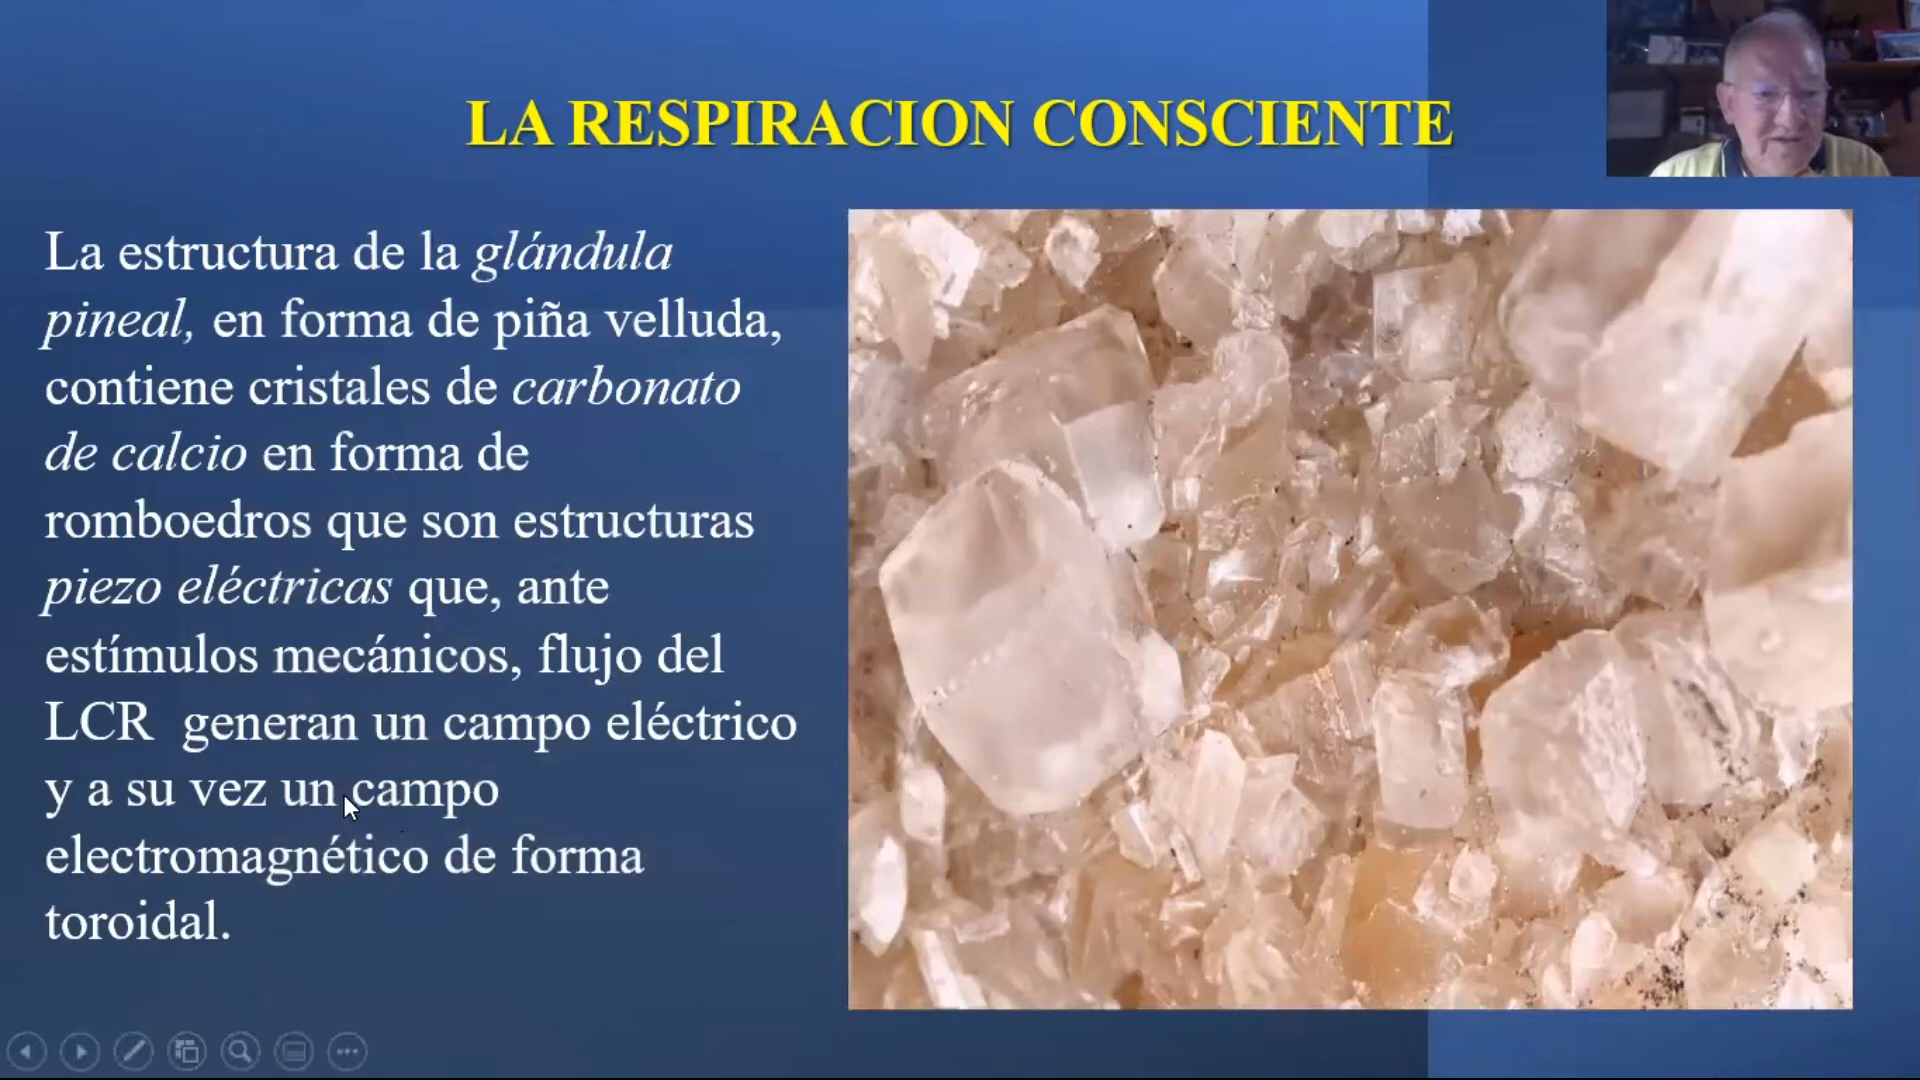 LA RESPIRACION CONSCIENTE
La estructura de la glándula
pineal, en forma de piña velluda,
contiene cristales de carbonato
de calcio en forma de
romboedros que son estructuras
piezo eléctricas que, ante
estímulos mecánicos, flujo del
LCR generan un campo eléctrico
y a su vez un campo
electromagnético de forma
toroidal.